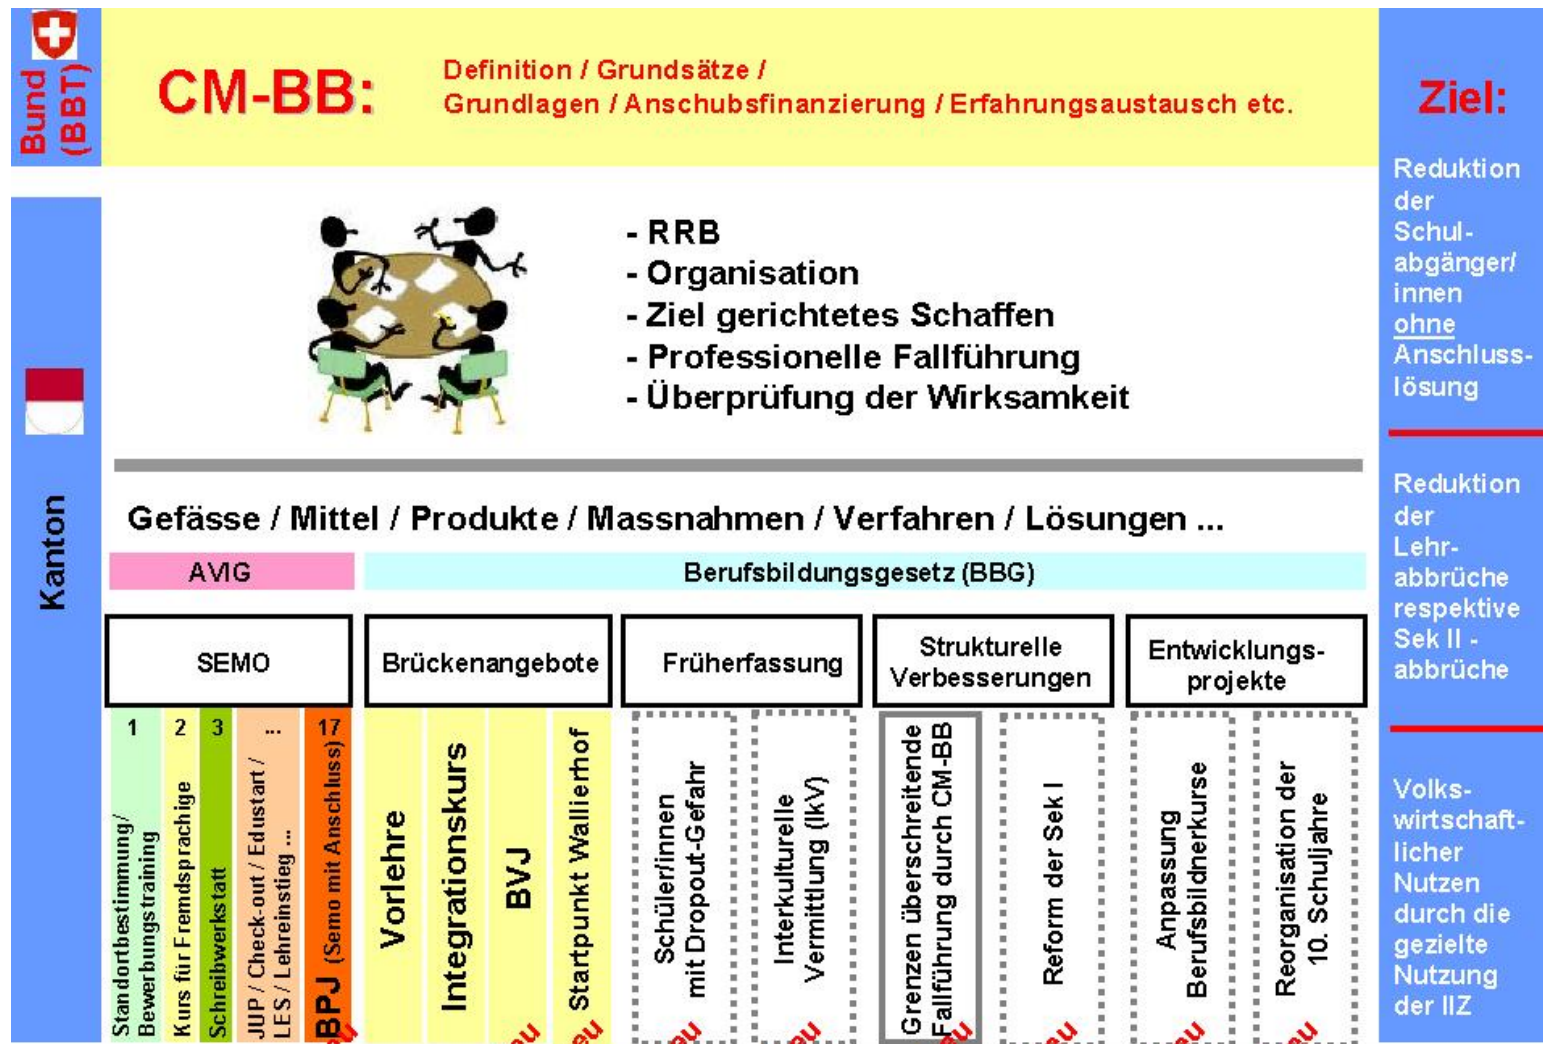 Bund
(BBT)
CM-BB:
Definition / Grundsätze /
Grundlagen / Anschubsfinanzierung / Erfahrungsaustausch etc.
Kanton
- RRB
- Organisation
- Ziel gerichtetes Schaffen
- Professionelle Fallführung
- Überprüfung der Wirksamkeit
Gefässe / Mittel / Produkte / Massnahmen / Verfahren / Lösungen ...
AVIG
Berufsbildungsgesetz (BBG)
SEMO
Brückenangebote
Früherfassung
Strukturelle
Verbesserungen
Entwicklungs-
projekte
1
Standortbestimmung/
Bewerbungstraining
2
Kurs für Fremdsprachige
3
Schreibwerkstatt
...
JUP / Check-out / Edustart /
LES / Lehreinstieg ...
17
BPJ (Semo mit Anschluss)
Vorlehre
Integrationskurs
BVJ
Startpunkt Wallierhof
Schüler/innen
mit Dropout-Gefahr
Interkulturelle
Vermittlung (IkV)
Grenzen überschreitende
Fallführung durch CM-BB
Reform der Sek I
Anpassung
Berufsbildnerkurse
Reorganisation der
10. Schuljahre
Ziel:
Reduktion
der
Schul-
abgänger/
innen
ohne
Anschluss-
lösung
Reduktion
der
Lehr-
abbrüche
respektive
Sek II -
abbrüche
Volks-
wirtschaft-
licher
Nutzen
durch die
gezielte
Nutzung
der IIZ